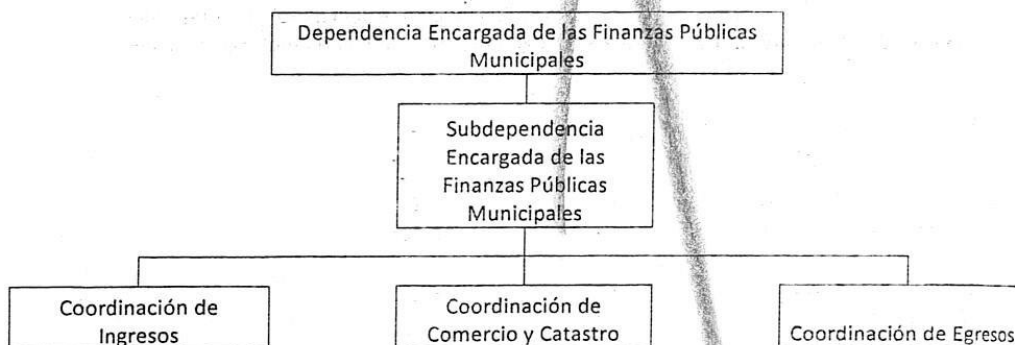 Dependencia Encargada de las Finanzas Públicas
Municipales
Subdependencia
Encargada de las
Finanzas Públicas
Municipales
Coordinación de
Ingresos
Coordinación de
Comercio y Catastro
Coordinación de Egresos